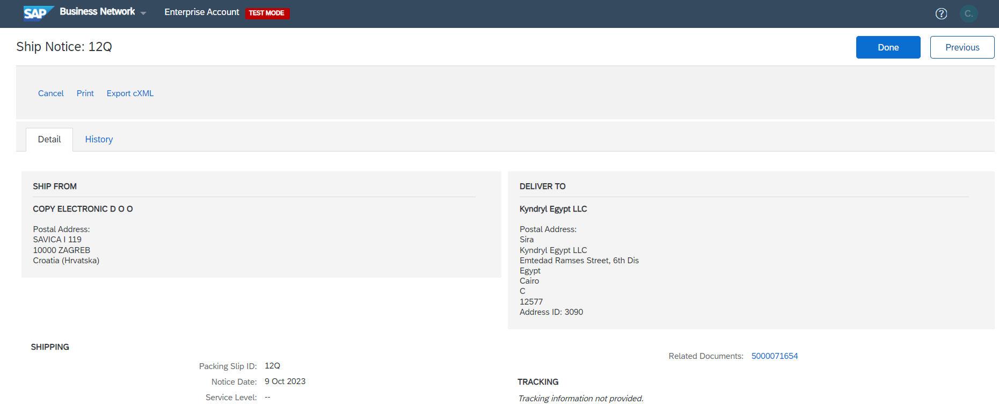 SAP Business Network Enterprise Account TEST MODE ? C.
Ship Notice: 12Q
Done Previous
Cancel Print Export cXML
Detail History
SHIP FROM
COPY ELECTRONIC D O O
Postal Address:
SAVICA I 119
10000 ZAGREB
Croatia (Hrvatska)
DELIVER TO
Kyndryl Egypt LLC
Postal Address:
Sira
Kyndryl Egypt LLC
Emtedad Ramses Street, 6th Dis
Egypt
Cairo
C
12577
Address ID: 3090
SHIPPING
Packing Slip ID: 12Q
Notice Date: 9 Oct 2023
Service Level: --
Related Documents: 5000071654
TRACKING
Tracking information not provided.